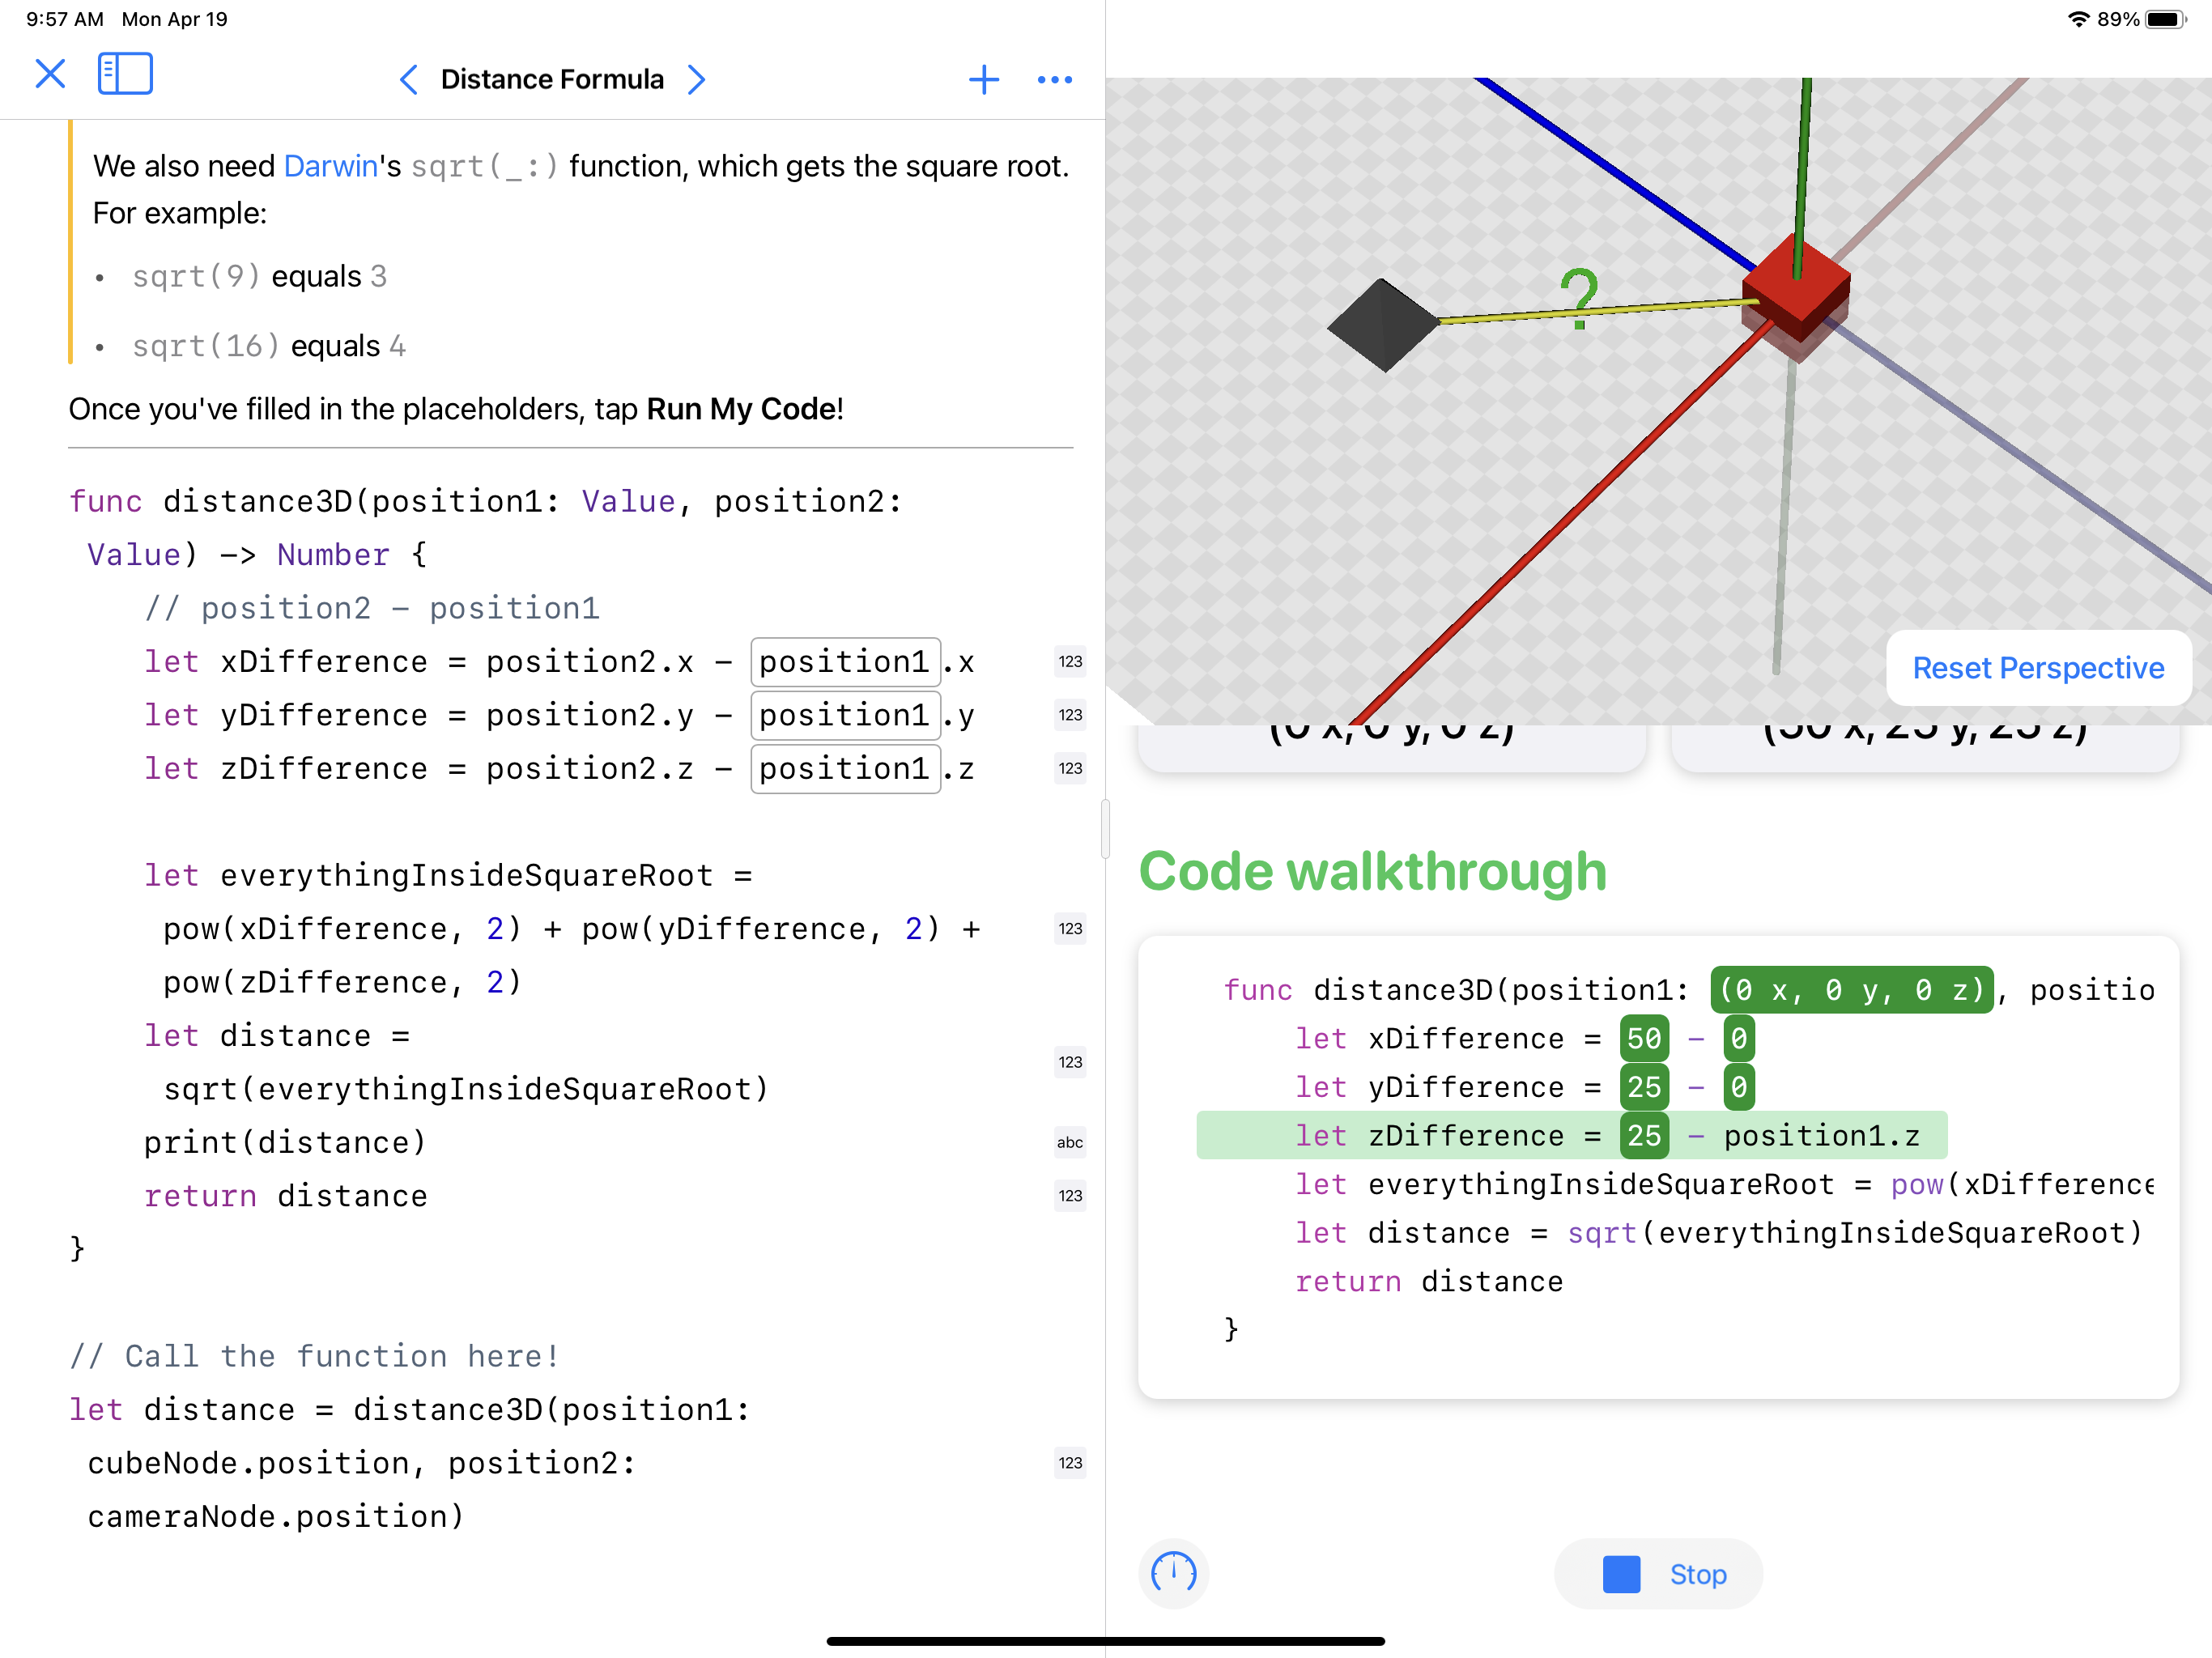 9:57 AM Mon Apr 19
89%
Distance Formula
We also need Darwin's sqrt(_:) function, which gets the square root.
For example:
• sqrt(9) equals 3
• sqrt(16) equals 4
Once you've filled in the placeholders, tap Run My Code!
func distance3D(position1: Value, position2:
Value) -> Number {
// position2 - position1
let xDifference = position2.x - position1.x
123
let yDifference = position2.y - position1.y
123
let zDifference = position2.z - position1.z
123
let everythingInsideSquareRoot =
pow(xDifference, 2) + pow(yDifference, 2) +
123
pow(zDifference, 2)
let distance =
123
sqrt(everythingInsideSquareRoot)
print(distance)
abc
return distance
123
}
// Call the function here!
let distance = distance3D(position1:
cubeNode.position, position2:
123
cameraNode.position)
?
Reset Perspective
(0 x, 0 y, 0 z)
(50 x, 25 y, 25 z)
Code walkthrough
func distance3D(position1: (0 x, 0 y, 0 z), positio
let xDifference = 50 - 0
let yDifference = 25 - 0
let zDifference = 25 - position1.z
let everythingInsideSquareRoot = pow(xDifference
let distance = sqrt(everythingInsideSquareRoot)
return distance
}
Stop